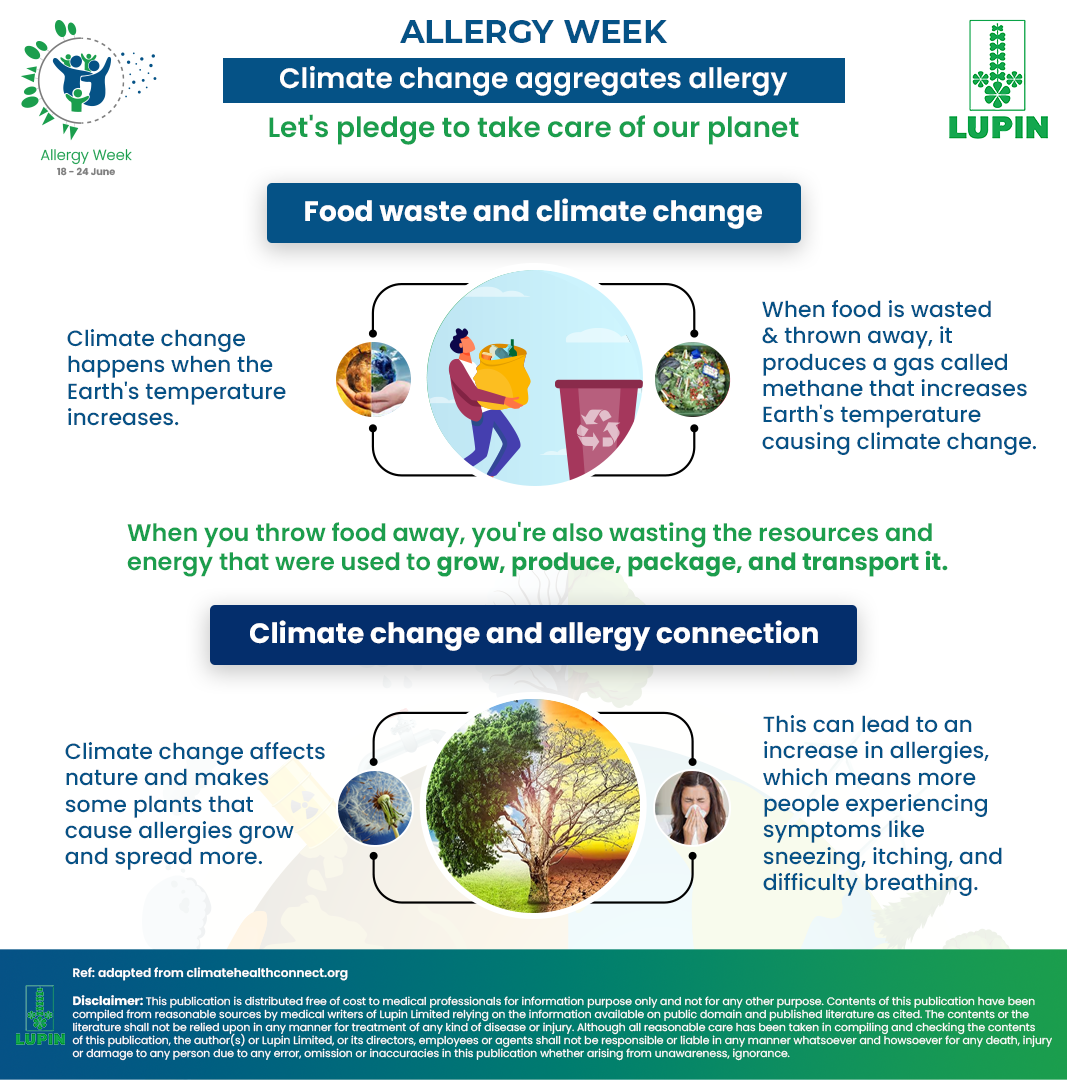 ALLERGY WEEK
Climate change aggregates allergy
Let's pledge to take care of our planet
Allergy Week
18 - 24 June
LUPIN
Food waste and climate change
Climate change
happens when the
Earth's temperature
increases.
When food is wasted
& thrown away, it
produces a gas called
methane that increases
Earth's temperature
causing climate change.
When you throw food away, you're also wasting the resources and
energy that were used to grow, produce, package, and transport it.
Climate change and allergy connection
Climate change affects
nature and makes
some plants that
cause allergies grow
and spread more.
This can lead to an
increase in allergies,
which means more
people experiencing
symptoms like
sneezing, itching, and
difficulty breathing.
Ref: adapted from climatehealthconnect.org
LUPIN
Disclaimer: This publication is distributed free of cost to medical professionals for information purpose only and not for any other purpose. Contents of this publication have been
compiled from reasonable sources by medical writers of Lupin Limited relying on the information available on public domain and published literature as cited. The contents or the
literature shall not be relied upon in any manner for treatment of any kind of disease or injury. Although all reasonable care has been taken in compiling and checking the contents
of this publication, the author(s) or Lupin Limited, or its directors, employees or agents shall not be responsible or liable in any manner whatsoever and howsoever for any death, injury
or damage to any person due to any error, omission or inaccuracies in this publication whether arising from unawareness, ignorance.